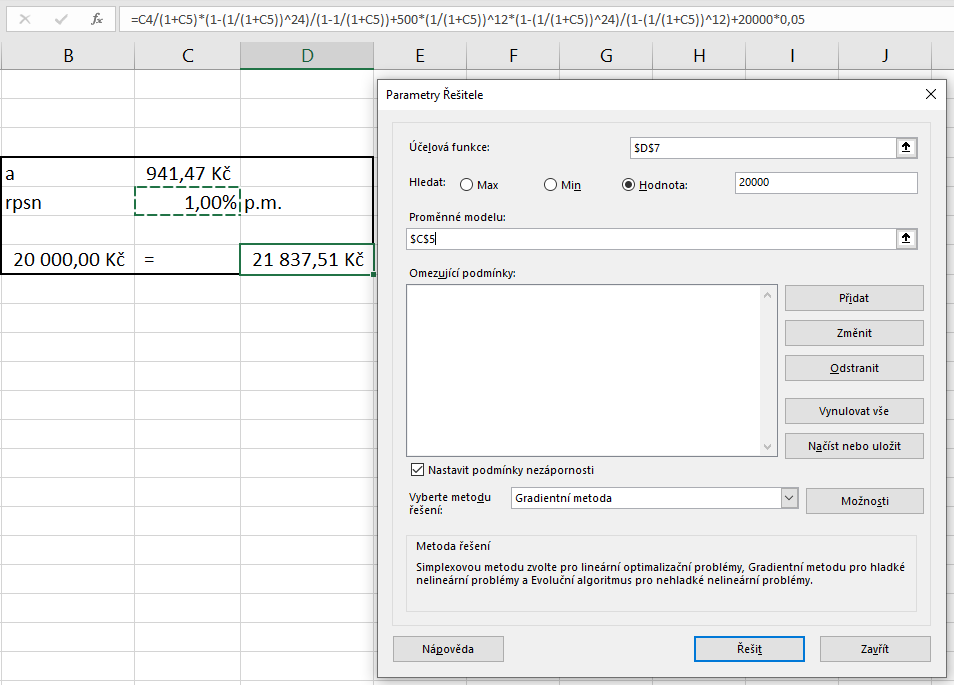 fx =C4/(1+C5)*(1-(1/(1+C5))^24)/(1-1/(1+C5))+500*(1/(1+C5))^12*(1-(1/(1+C5))^24)/(1-(1/(1+C5))^12)+20000*0,05
B C D E F G H I J
Parametry Řešitele
Účelová funkce: $D$7
Hledat: Max Min Hodnota: 20000
a 941,47 Kč
rpsn 1,00% p.m.
Proměnné modelu:
$C$5
20 000,00 Kč = 21 837,51 Kč
Omezující podmínky:
Přidat
Změnit
Odstranit
Vynulovat vše
Načíst nebo uložit
Nastavit podmínky nezápornosti
Vyberte metodu
řešení:
Gradientní metoda
Možnosti
Metoda řešení
Simplexovou metodu zvolte pro lineární optimalizační problémy, Gradientní metodu pro hladké
nelineární problémy a Evoluční algoritmus pro nehladké nelineární problémy.
Nápověda Řešit Zavřít